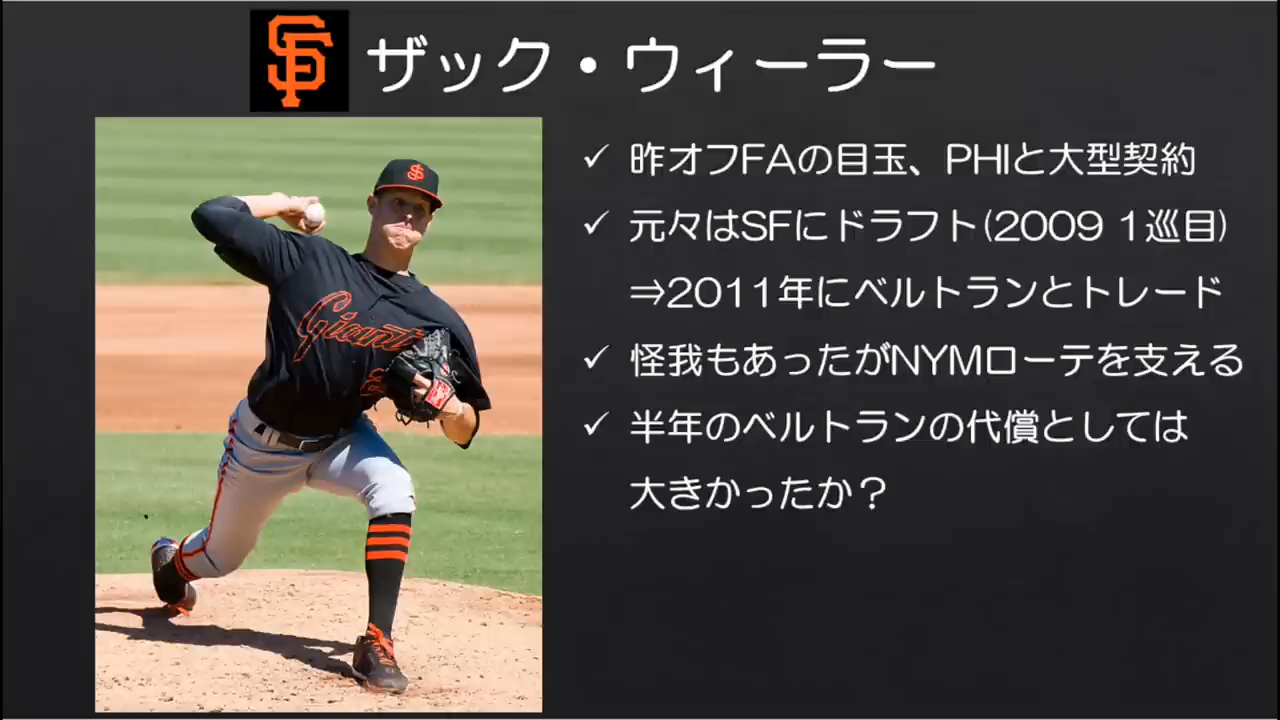 SF ザック・ウィーラー
✓ 昨オフFAの目玉、PHIと大型契約
✓ 元々はSFにドラフト(2009 1巡目)
⇒2011年にベルトランとトレード
✓ 怪我もあったがNYMローテを支える
✓ 半年のベルトランの代償としては
大きかったか？
SJ
Giants